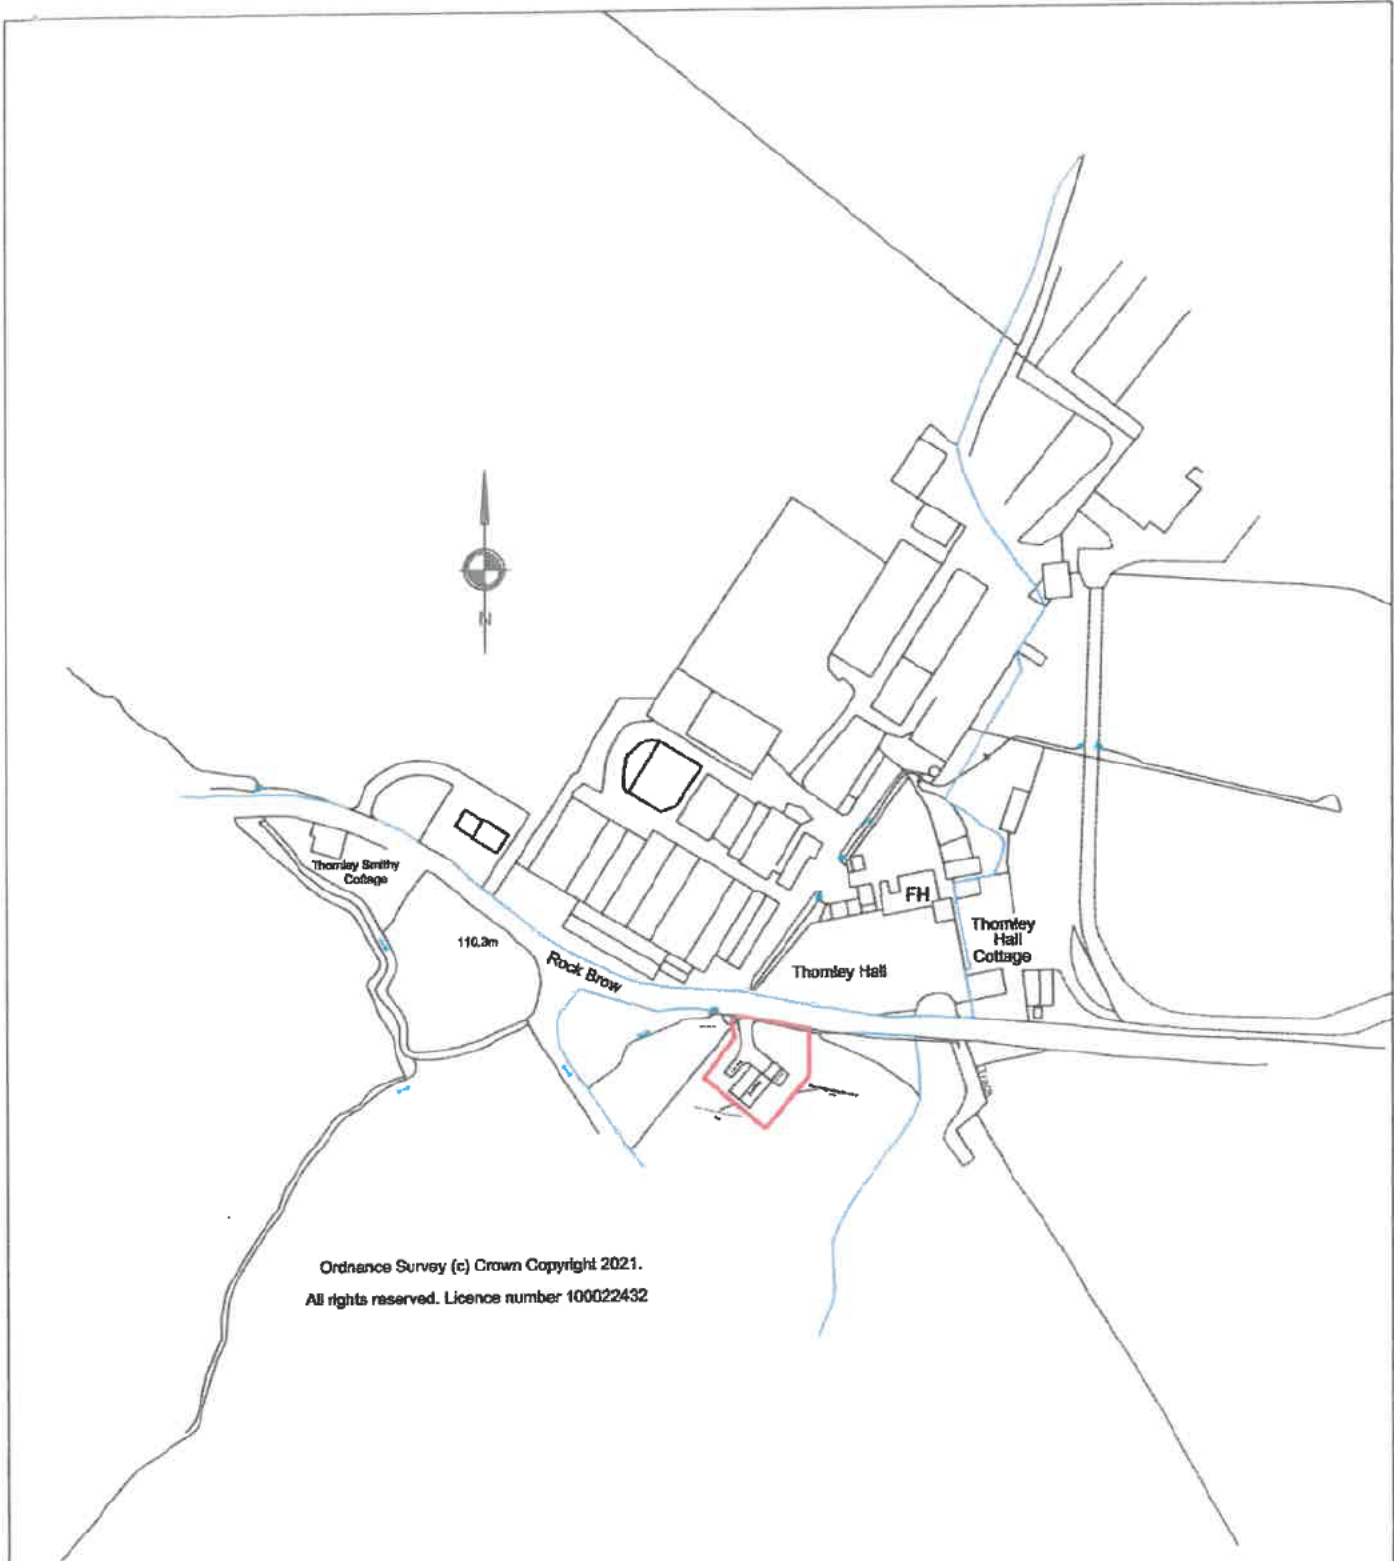 N
Thornley Smithy
Cottage
110.3m
Rock Brow
FH
Thornley
Hall
Cottage
Thornley Hall
Track
Ordnance Survey (c) Crown Copyright 2021.
All rights reserved. Licence number 100022432